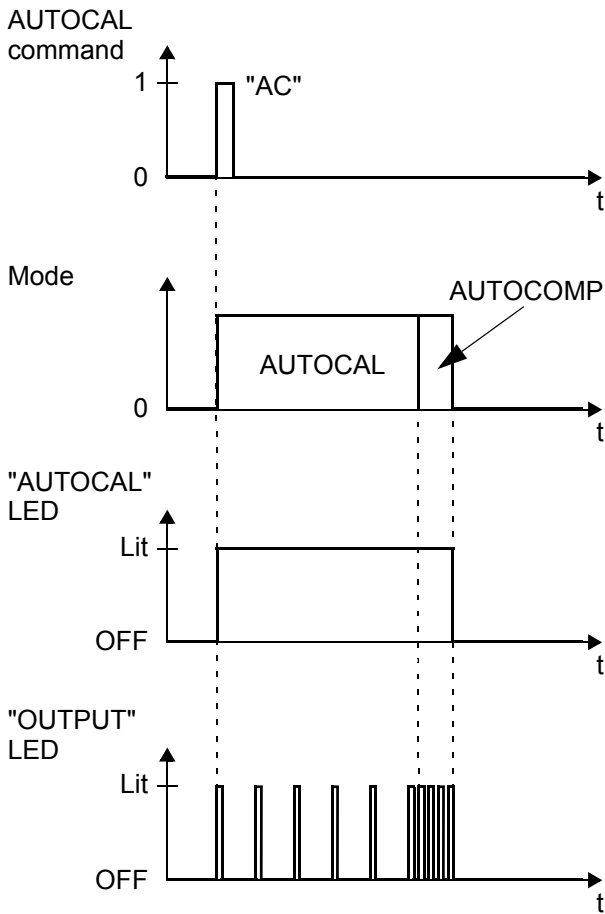 AUTOCAL
command
1
"AC"
0
t
Mode
AUTOCOMP
AUTOCAL
0
t
"AUTOCAL"
LED
Lit
OFF
t
"OUTPUT"
LED
Lit
OFF
t